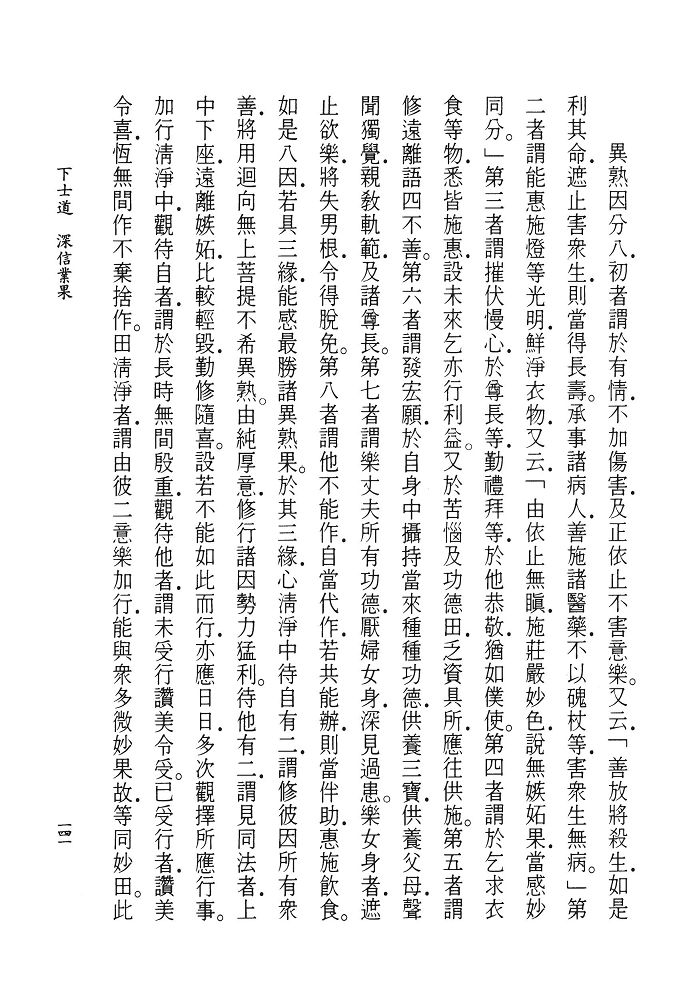 異熟因分八．初者謂於有情．不加傷害及正依止不害意樂。又云．「善放將殺生．如是
利其命．遮止害衆生．則當得長壽。承事諸病人．善施諸醫藥．不以磈杖等．害衆生無病。」第
二者謂能惠施燈等光明．鮮淨衣物．又云．「由依止無瞋．施莊嚴妙色．說無嫉妬果．當感妙
同分。」第三者謂摧伏慢心．於尊長等．勤禮拜等．於他恭敬．猶如僕使。第四者謂於乞求衣
食等物．悉皆施惠．設未來乞亦行利益。又於苦惱及功德田乏資具所．應往供施。第五者謂
修遠離語四不善。第六者謂發宏願．於自身中攝持當來種種功德．供養三寶．供養父母．聲
聞獨覺．親教軌範．及諸尊長。第七者謂樂丈夫所有功德．厭婦女身．深見過患。樂女身者．遮
止欲樂．將失男根．令得脫免。第八者謂他不能作．自當代作．若共能辦．則當伴助．惠施飲食。
如是八因．若具三緣．能感最勝諸異熟果。於其三緣．心清淨中待自有二．謂修彼因所有衆
善．將用迴向無上菩提．不希異熟。由純厚意．修行諸因勢力猛利。待他有二．謂見同法者．上
中下座．遠離嫉妬．比較輕毀．勤修隨喜。設若不能如此而行．亦應日日．多次觀擇所應行事。
加行清淨中．觀待自者．謂於長時無間殷重．觀待他者．謂未受行讚美令受。已受行者．讚美
令喜．恆無間作不棄捨作。田清淨者．謂由彼二意樂加行．能與衆多微妙果故．等同妙田。此
下士道　深信業果
一四一